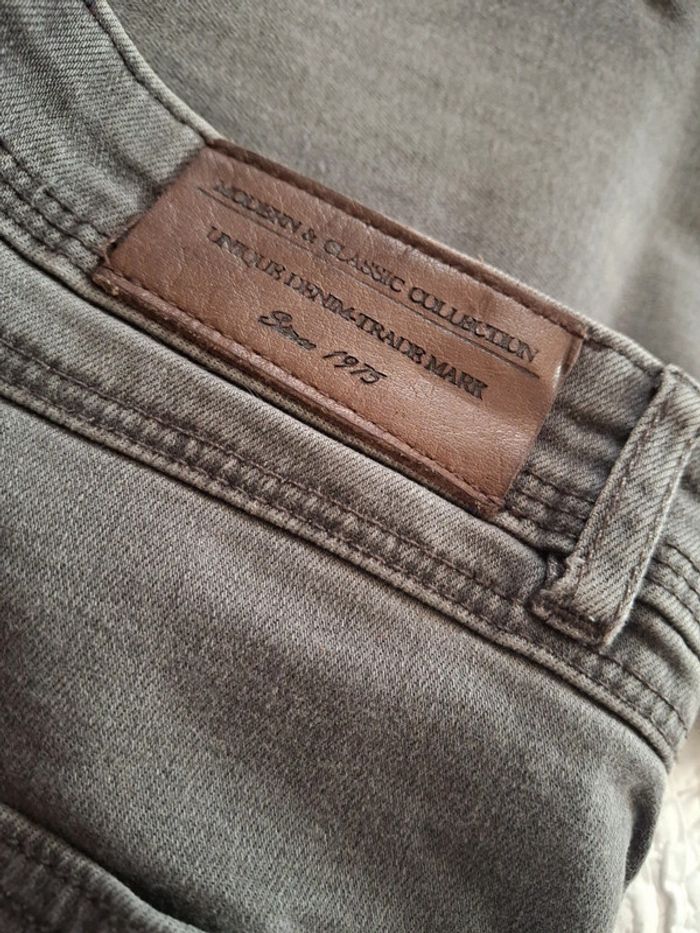 MODERN & CLASSIC COLLECTION
UNIQUE DENIM-TRADE MARK
Since 1975